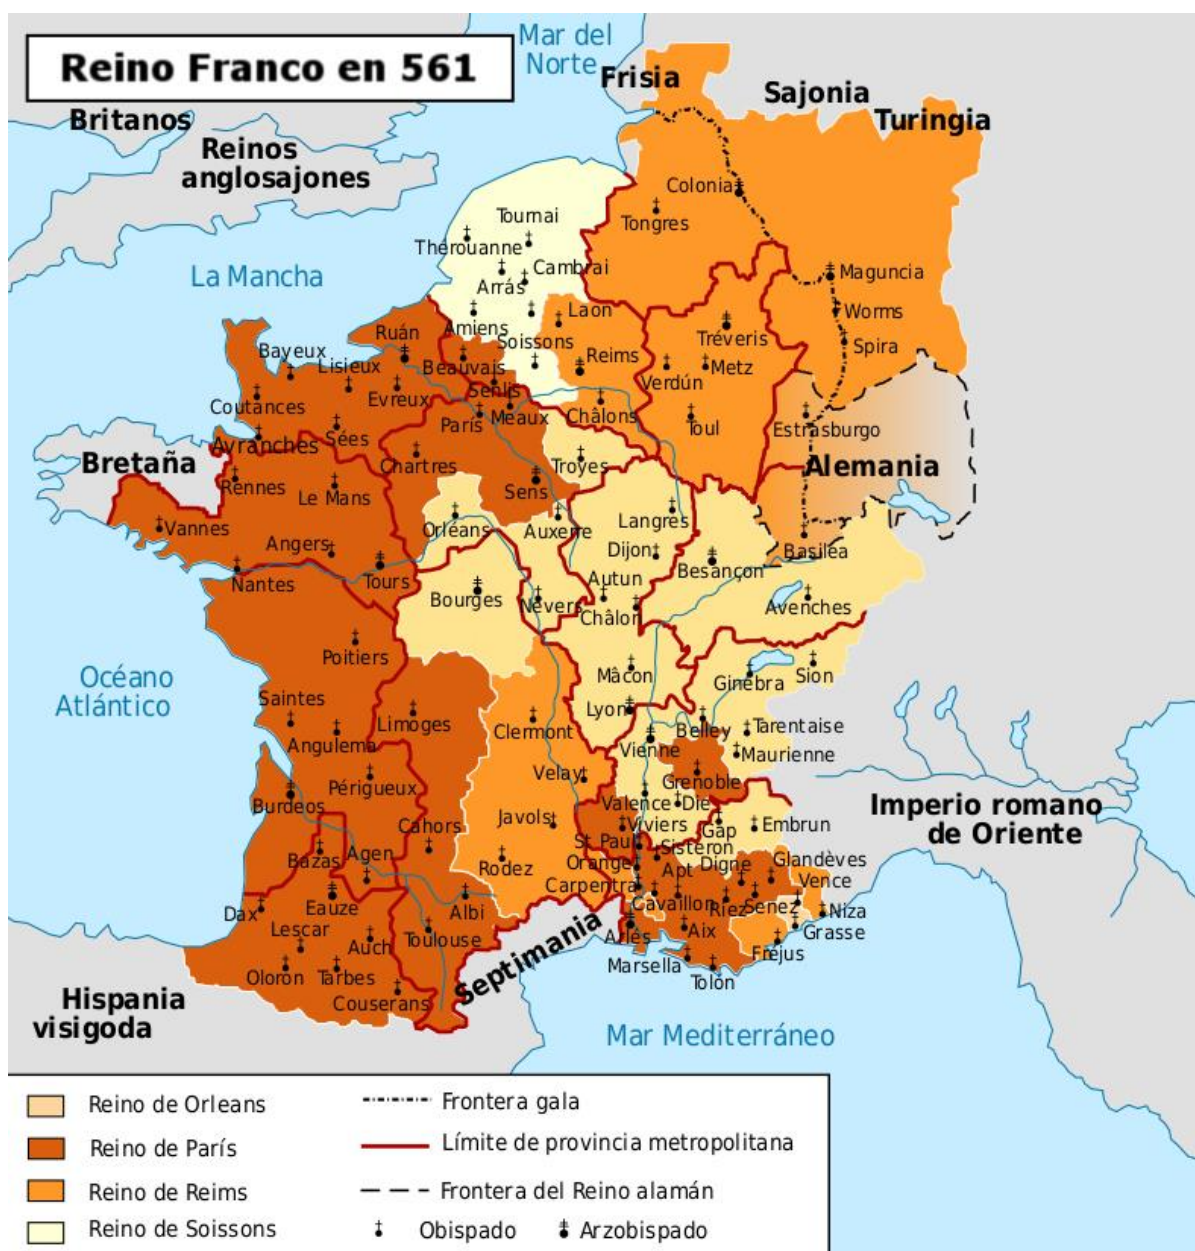 Reino Franco en 561
Mar del
Norte
Frisia
Sajonia
Turingia
Britanos
Reinos
anglosajones
Colonia
Tongres
Tournai
Thérouanne
Cambrai
Arrás
La Mancha
Maguncia
Worms
Spira
Laon
Amiens
Soissons
Ruán
Tréveris
Bayeux
Lisieux
Beauvais
Reims
Verdún
Metz
Senlis
Evreux
Coutances
París
Meaux
Châlons
Toul
Estrasburgo
Sées
Avranches
Bretaña
Chartres
Troyes
Alemania
Rennes
Le Mans
Sens
Vannes
Orléans
Auxerre
Langres
Angers
Dijon
Basilea
Nantes
Tours
Besançon
Autun
Bourges
Nevers
Châlon
Avenches
Poitiers
Océano
Atlántico
Mâcon
Ginebra
Sion
Saintes
Limoges
Lyon
Clermont
Belley
Tarentaise
Angulema
Vienne
Maurienne
Velay
Grenoble
Périgueux
Burdeos
Valence
Die
Imperio romano
de Oriente
Javols
Viviers
Cahors
Gap
Embrun
St. Paul
Sisteron
Bazas
Agen
Rodez
Orange
Apt
Digne
Glandèves
Carpentra
Vence
Eauze
Cavaillon
Riez
Senez
Niza
Dax
Albi
Lescar
Auch
Toulouse
Arlés
Aix
Grasse
Septimania
Fréjus
Marsella
Tolón
Oloron
Tarbes
Couserans
Hispania
visigoda
Mar Mediterráneo
Reino de Orleans
Frontera gala
Reino de París
Límite de provincia metropolitana
Reino de Reims
Frontera del Reino alamán
Reino de Soissons
Obispado
Arzobispado